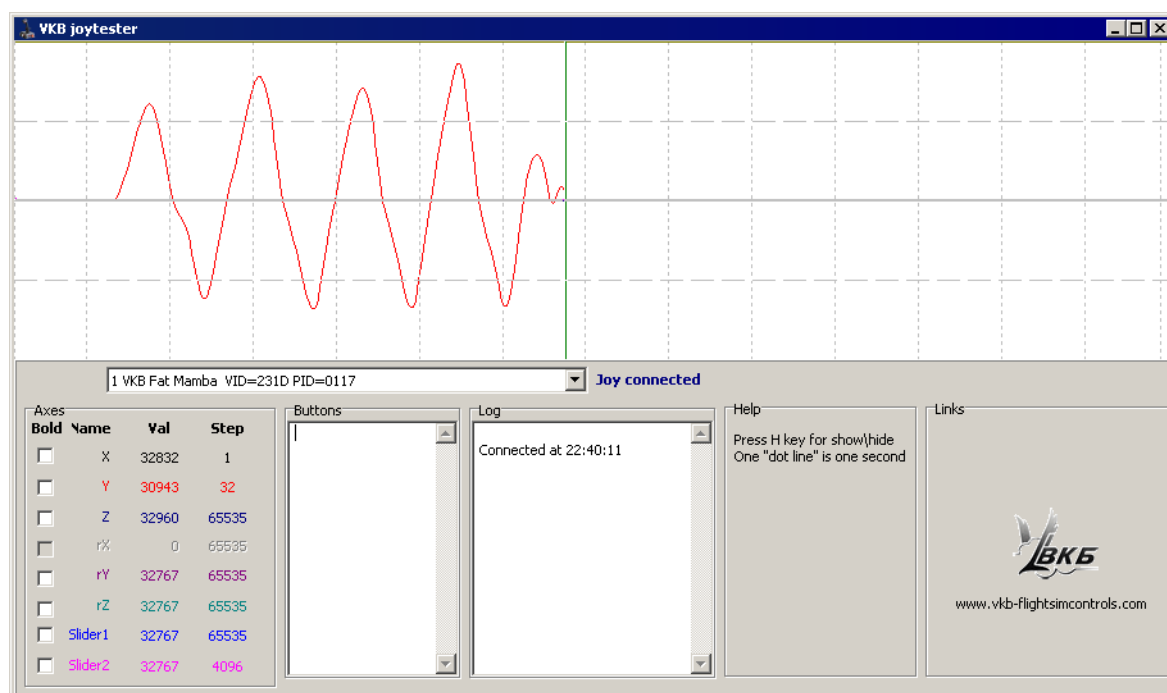 VKB joytester
1 VKB Fat Mamba VID=231D PID=0117
Joy connected
Axes
Bold Name Val Step
X 32832 1
Y 30943 32
Z 32960 65535
rX 0 65535
rY 32767 65535
rZ 32767 65535
Slider1 32767 65535
Slider2 32767 4096
Buttons
Log
Connected at 22:40:11
Help
Press H key for show\hide
One "dot line" is one second
Links
ВКБ
www.vkb-flightsimcontrols.com